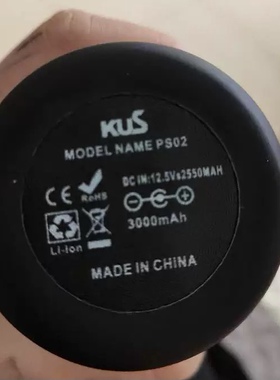 KUS
MODEL NAME PS02
CE RoHS
DC IN:12.5V≤2550MAH
3000mAh
Li-Ion
MADE IN CHINA